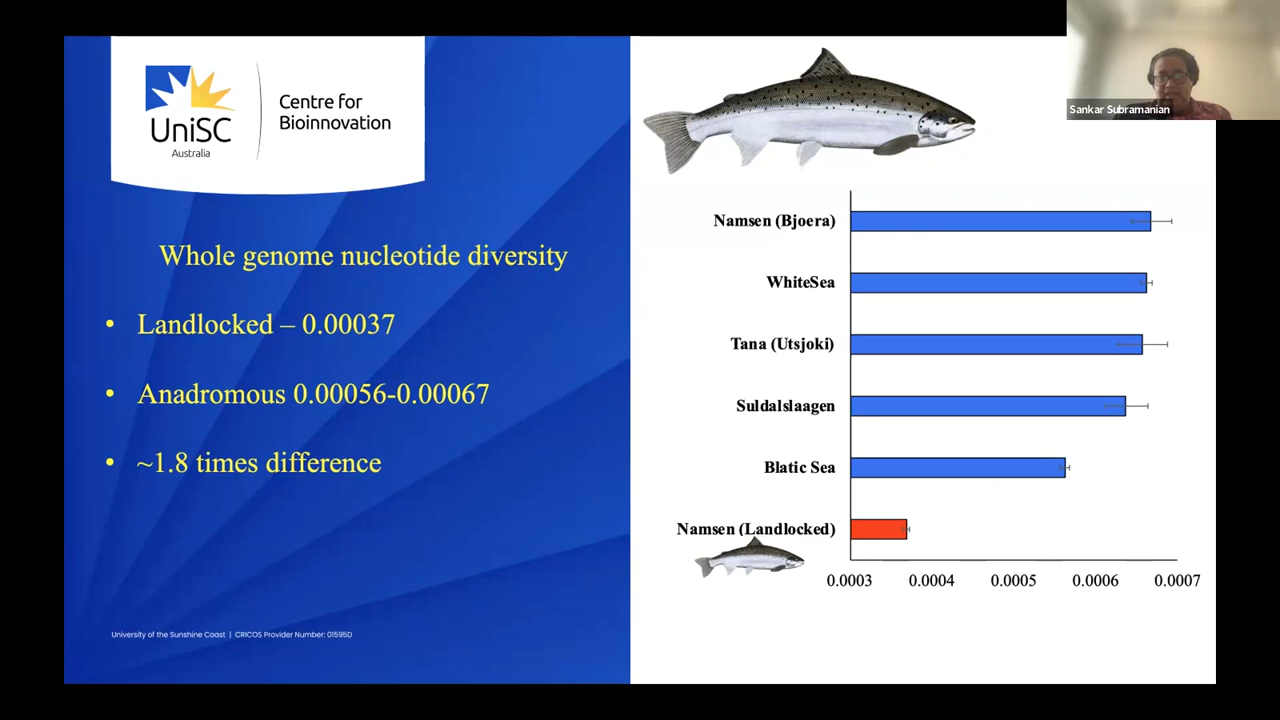 UniSC
Australia
Centre for
Bioinnovation
Whole genome nucleotide diversity
• Landlocked – 0.00037
• Anadromous 0.00056-0.00067
• ~1.8 times difference
University of the Sunshine Coast | CRICOS Provider Number: 01595D
Sankar Subramanian
Namsen (Bjoera)
WhiteSea
Tana (Utsjoki)
Suldalslaagen
Blatic Sea
Namsen (Landlocked)
0.0003 0.0004 0.0005 0.0006 0.0007